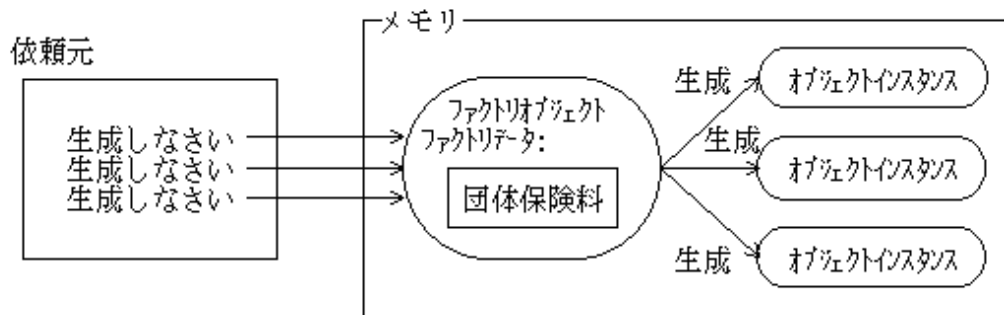 メモリ
依頼元
生成しなさい
生成しなさい
生成しなさい
ファクトリオブジェクト
ファクトリデータ:
団体保険料
生成
オブジェクトインスタンス
生成
オブジェクトインスタンス
生成
オブジェクトインスタンス